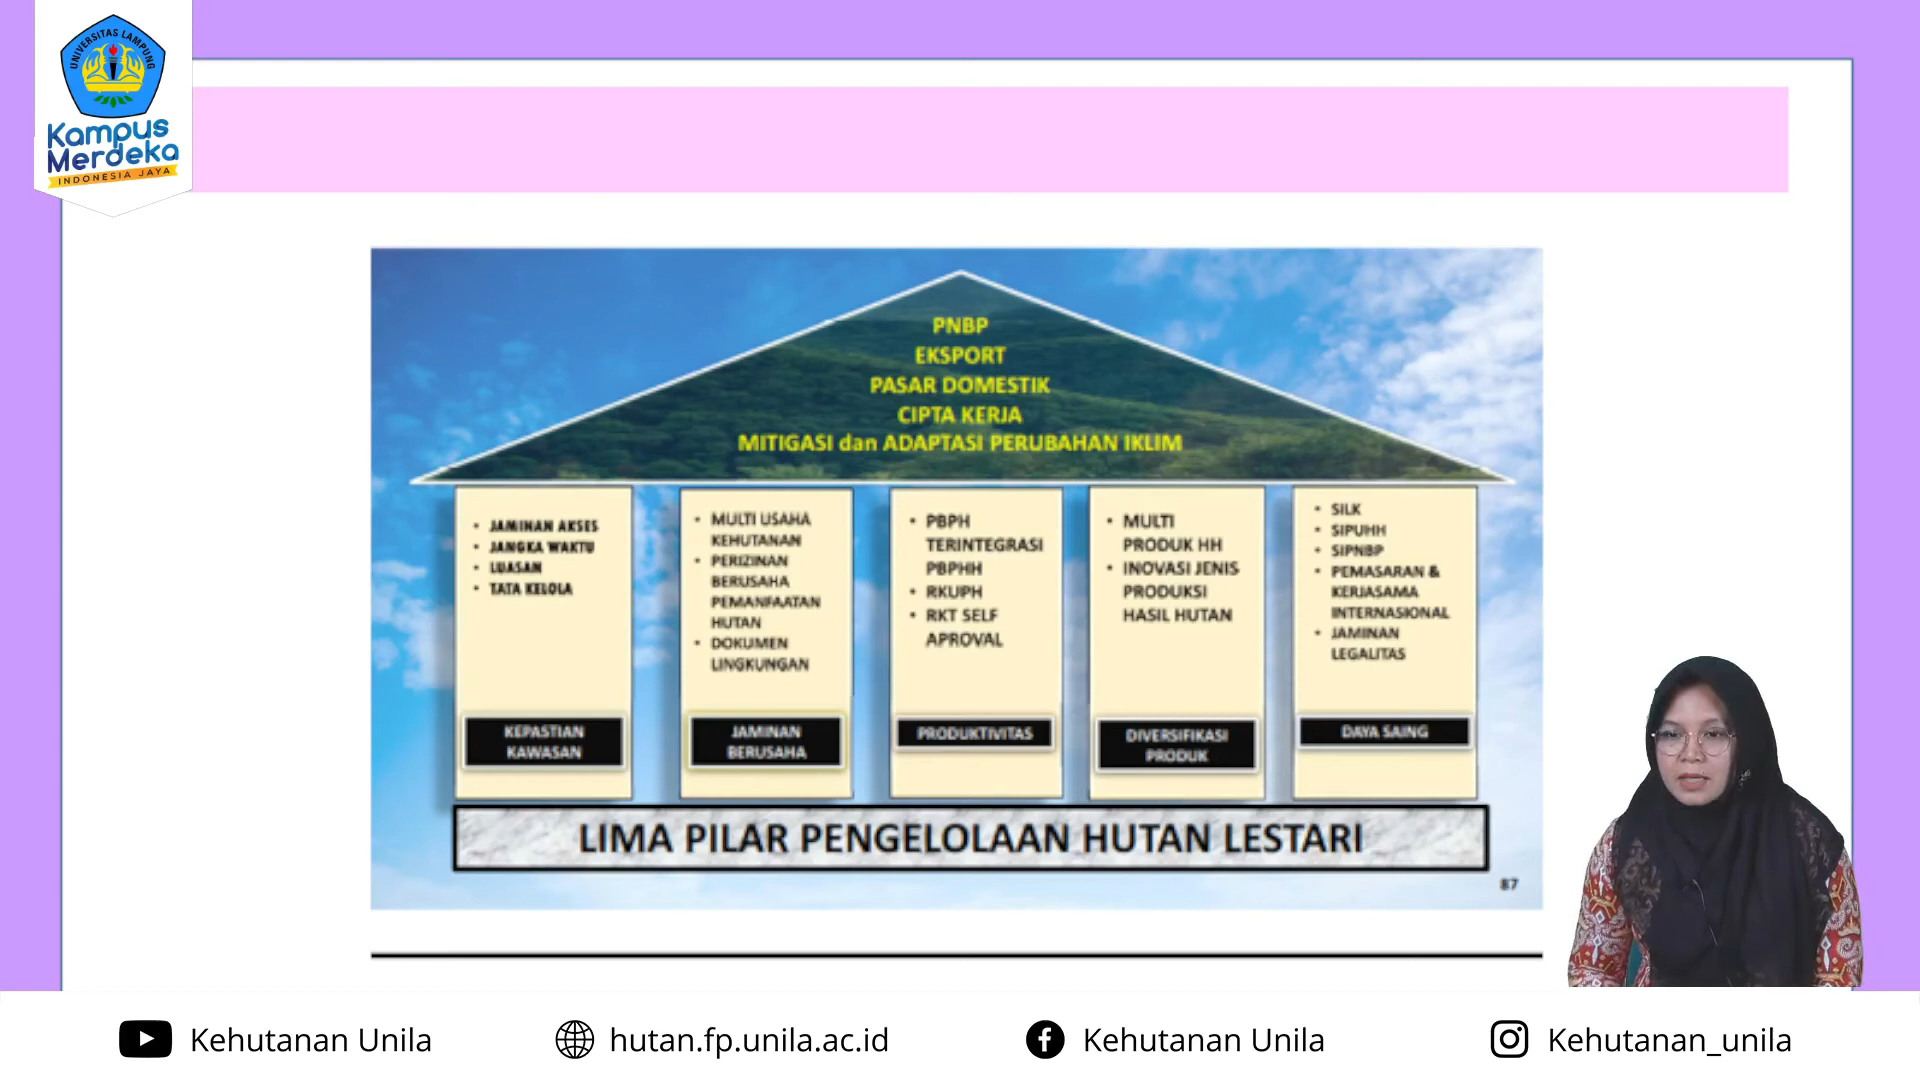 UNIVERSITAS LAMPUNG
Kampus
Merdeka
INDONESIA JAYA
PNBP
EKSPORT
PASAR DOMESTIK
CIPTA KERJA
MITIGASI dan ADAPTASI PERUBAHAN IKLIM
• JAMINAN AKSES
• JANGKA WAKTU
• LUASAN
• TATA KELOLA
KEPASTIAN
KAWASAN
• MULTI USAHA
KEHUTANAN
• PERIZINAN
BERUSAHA
PEMANFAATAN
HUTAN
• DOKUMEN
LINGKUNGAN
JAMINAN
BERUSAHA
• PBPH
TERINTEGRASI
PBPHH
• RKUPH
• RKT SELF
APROVAL
PRODUKTIVITAS
• MULTI
PRODUK HH
• INOVASI JENIS
PRODUKSI
HASIL HUTAN
DIVERSIFIKASI
PRODUK
• SILK
• SIPUHH
• SIPNBP
• PEMASARAN &
KERJASAMA
INTERNASIONAL
• JAMINAN
LEGALITAS
DAYA SAING
LIMA PILAR PENGELOLAAN HUTAN LESTARI
87
Kehutanan Unila
hutan.fp.unila.ac.id
Kehutanan Unila
Kehutanan_unila